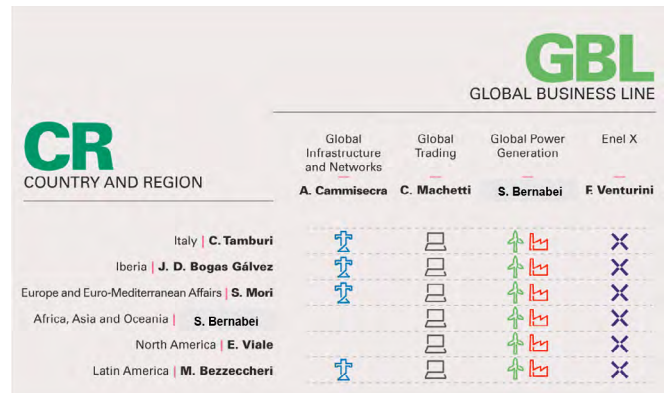 GBL
GLOBAL BUSINESS LINE
CR
COUNTRY AND REGION
Global
Infrastructure
and Networks
A. Cammisecra
Global
Trading
C. Machetti
Global Power
Generation
S. Bernabei
Enel X
F. Venturini
Italy | C. Tamburi
Iberia | J. D. Bogas Gálvez
Europe and Euro-Mediterranean Affairs | S. Mori
Africa, Asia and Oceania | S. Bernabei
North America | E. Viale
Latin America | M. Bezzeccheri